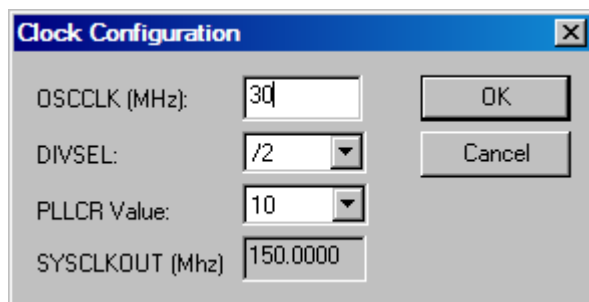 Clock Configuration
OSCCLK (MHz): 30 OK
DIVSEL: /2 Cancel
PLLCR Value: 10
SYSCLKOUT (Mhz) 150.0000